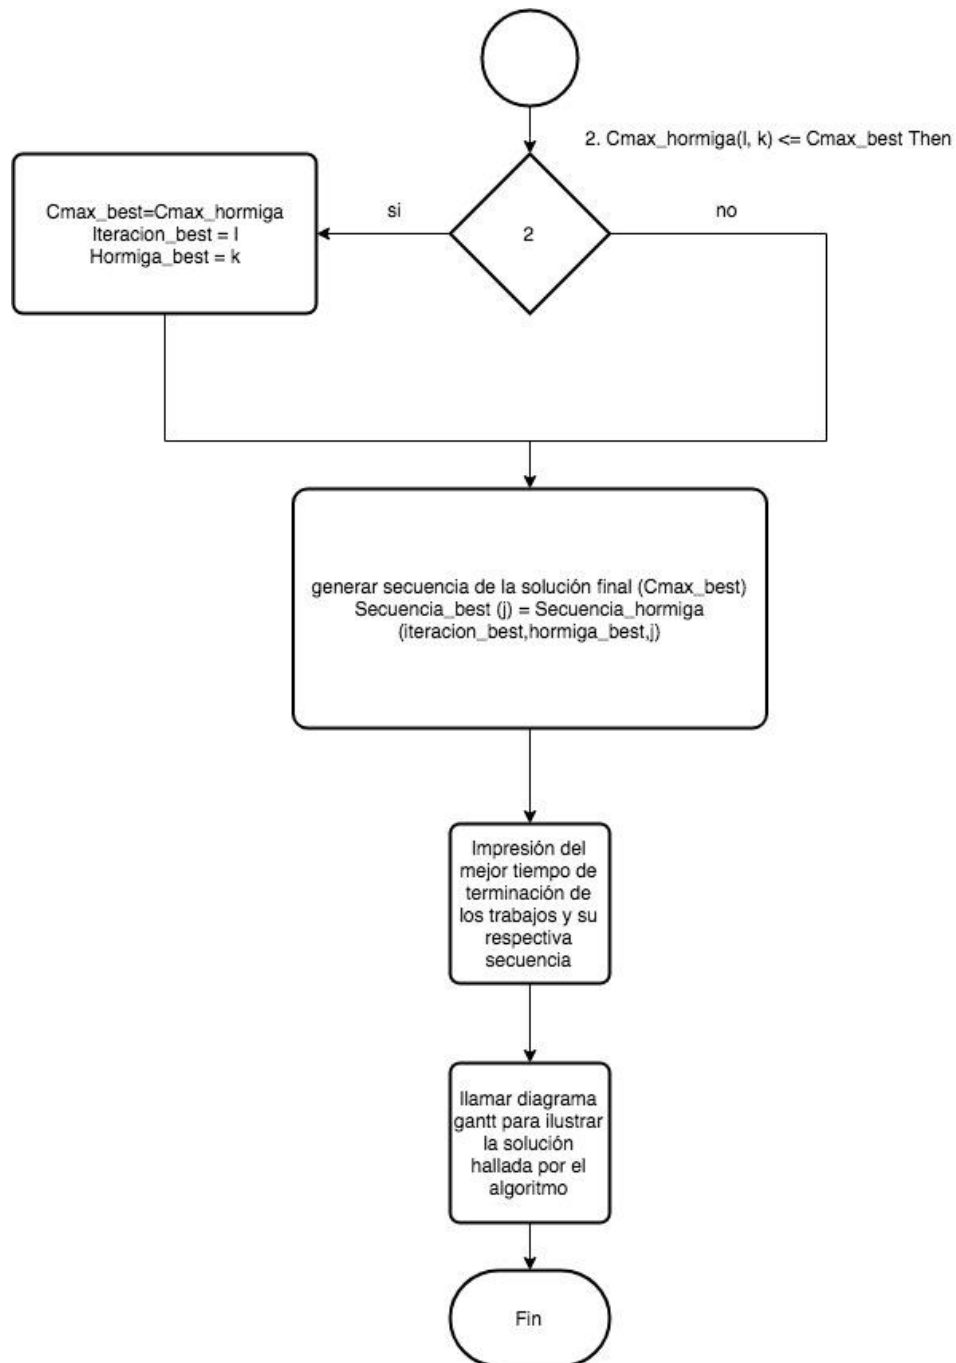 2. Cmax_hormiga(I, k) <= Cmax_best Then
si
no
2
Cmax_best=Cmax_hormiga
Iteracion_best = I
Hormiga_best = k
generar secuencia de la solución final (Cmax_best)
Secuencia_best (j) = Secuencia_hormiga
(iteracion_best,hormiga_best,j)
Impresión del
mejor tiempo de
terminación de
los trabajos y su
respectiva
secuencia
llamar diagrama
gantt para ilustrar
la solución
hallada por el
algoritmo
Fin